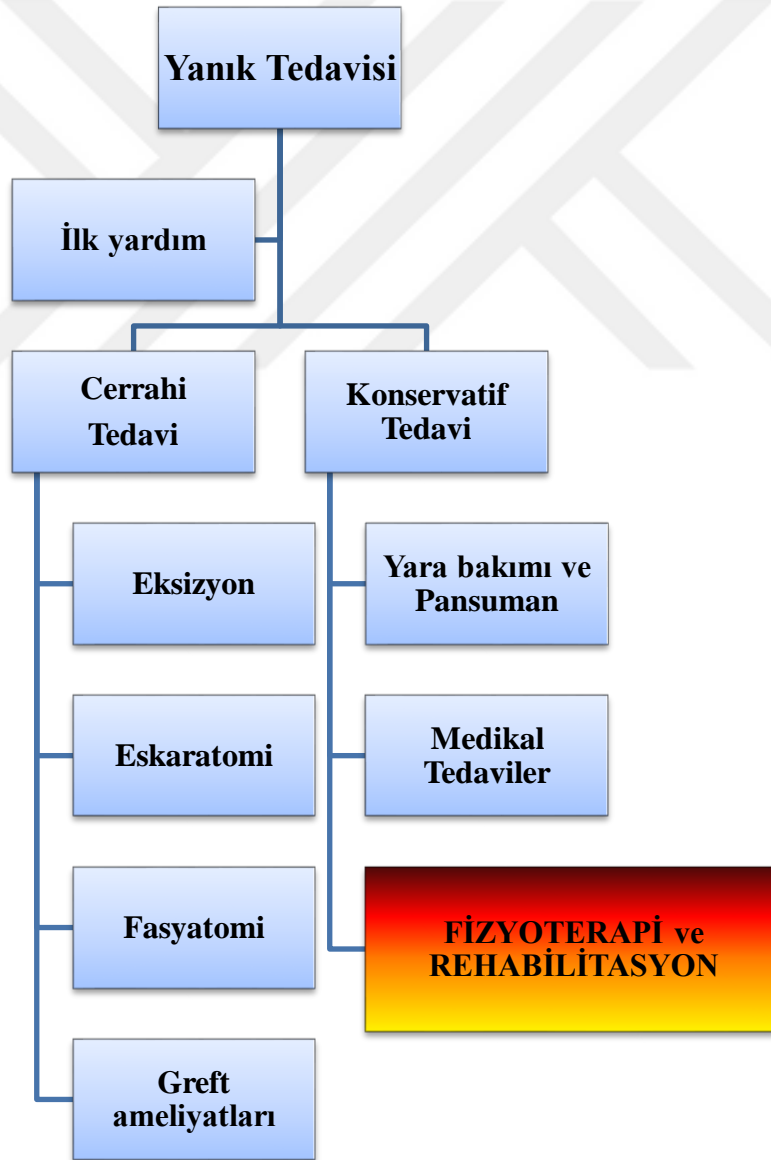 Yanık Tedavisi
İlk yardım
Cerrahi
Tedavi
Eksizyon
Eskaratomi
Fasyatomi
Greft
ameliyatları
Konservatif
Tedavi
Yara bakımı ve
Pansuman
Medikal
Tedaviler
FİZYOTERAPİ ve
REHABİLİTASYON